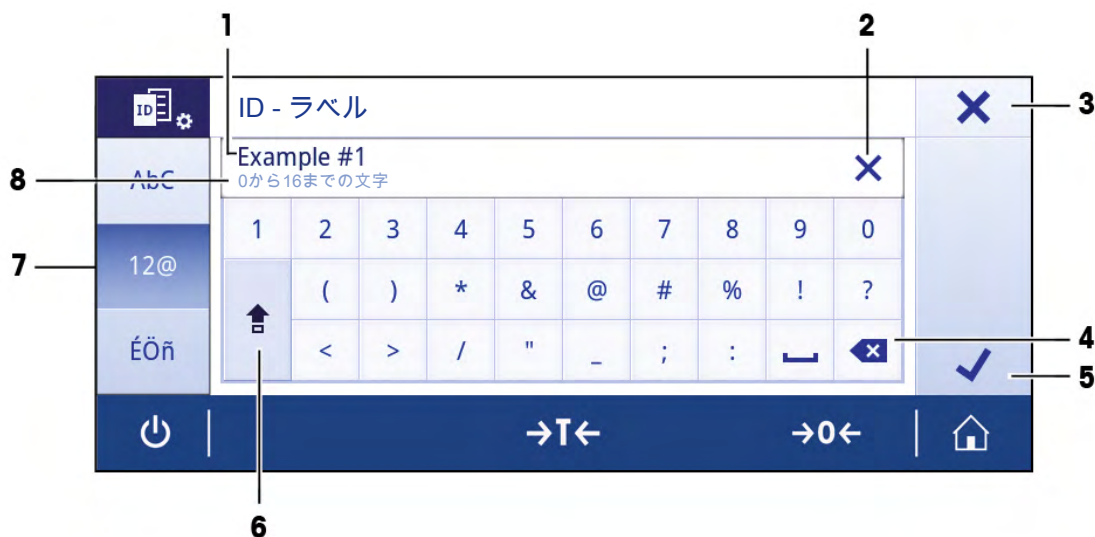 1 2
ID
ID - ラベル
3
Example #1
8
0から16までの文字
AbC
1 2 3 4 5 6 7 8 9 0
7
12@
( ) * & @ # % ! ?
ÉÖñ
< > / " _ ; :
4
5
→T← →0←
6